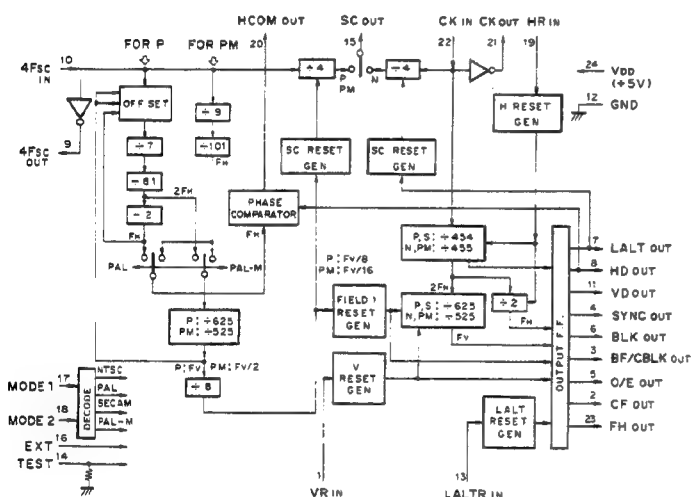 HCOM OUT SC OUT CK IN CK OUT HR IN
FOR P FOR PM 20 15 22 21 19
10
4FSC IN
÷4
P
PM
N
÷4
24 VDD (+5V)
12 GND
OFF SET
÷9
H RESET GEN
9
4FSC OUT
÷7
÷101
FH
SC RESET GEN
SC RESET GEN
÷81
2FH
÷2
PHASE COMPARATOR
FH
FH
P,S: ÷454
N,PM: ÷455
7 LALT OUT
8 HD OUT
PAL
PAL-M
P: FV/8
PM: FV/16
2FH
11 VD OUT
P: ÷625
PM: ÷525
FIELD 1 RESET GEN
P,S: ÷625
N,PM: ÷525
÷2
FH
FV
OUTPUT F.F.
4 SYNC OUT
6 BLK OUT
P: FV PM: FV/2
3 BF/CBLK OUT
÷8
V RESET GEN
5 O/E OUT
MODE 1 17
MODE 2 18
DECODE
NTSC
PAL
SECAM
PAL-M
2 CF OUT
LALT RESET GEN
23 FH OUT
EXT 16
TEST 14
1
VR IN
13
LALTR IN